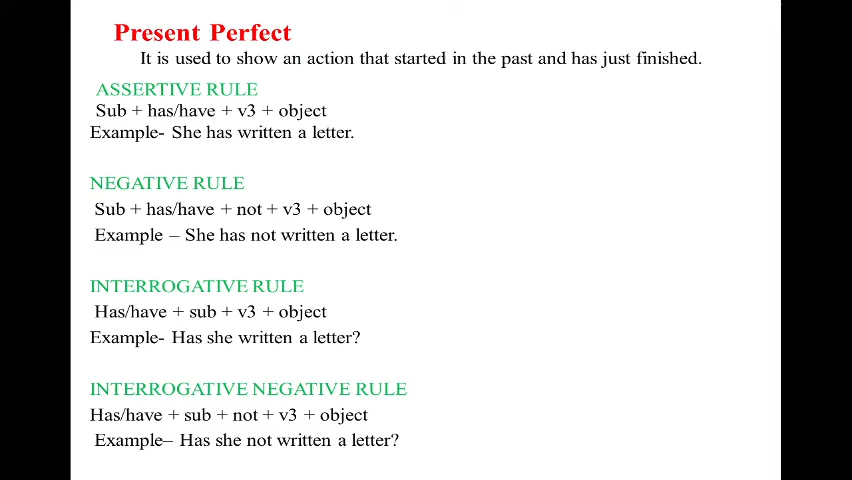 Present Perfect
It is used to show an action that started in the past and has just finished.
ASSERTIVE RULE
Sub + has/have + v3 + object
Example- She has written a letter.
NEGATIVE RULE
Sub + has/have + not + v3 + object
Example – She has not written a letter.
INTERROGATIVE RULE
Has/have + sub + v3 + object
Example- Has she written a letter?
INTERROGATIVE NEGATIVE RULE
Has/have + sub + not + v3 + object
Example– Has she not written a letter?